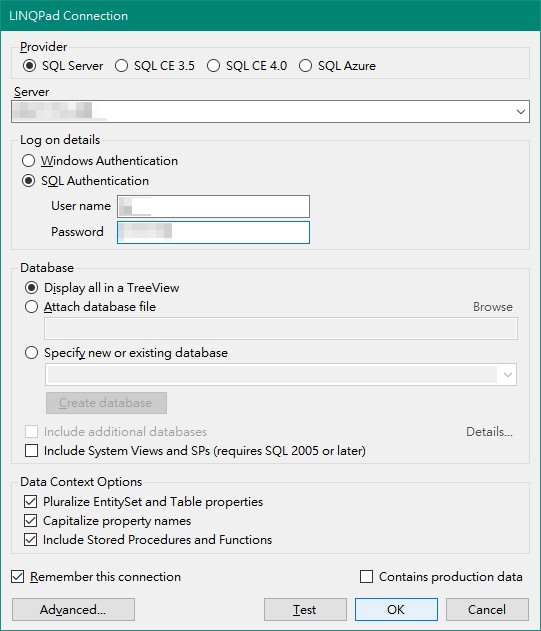 LINQPad Connection
Provider
SQL Server SQL CE 3.5 SQL CE 4.0 SQL Azure
Server
Log on details
Windows Authentication
SQL Authentication
User name
Password
Database
Display all in a TreeView
Attach database file Browse
Specify new or existing database
Create database
Include additional databases Details...
Include System Views and SPs (requires SQL 2005 or later)
Data Context Options
Pluralize EntitySet and Table properties
Capitalize property names
Include Stored Procedures and Functions
Remember this connection Contains production data
Advanced... Test OK Cancel